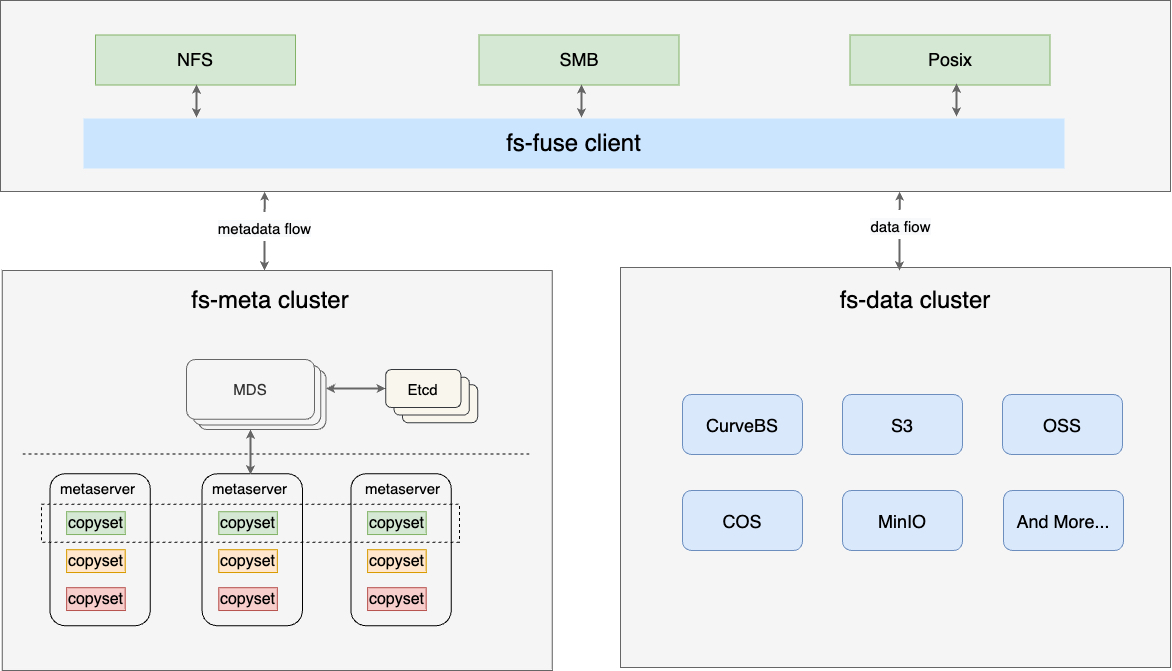 NFS
SMB
Posix
fs-fuse client
metadata flow
data flow
fs-meta cluster
fs-data cluster
MDS
Etcd
CurveBS
S3
OSS
metaserver
metaserver
metaserver
copyset
copyset
copyset
COS
MinIO
And More...
copyset
copyset
copyset
copyset
copyset
copyset